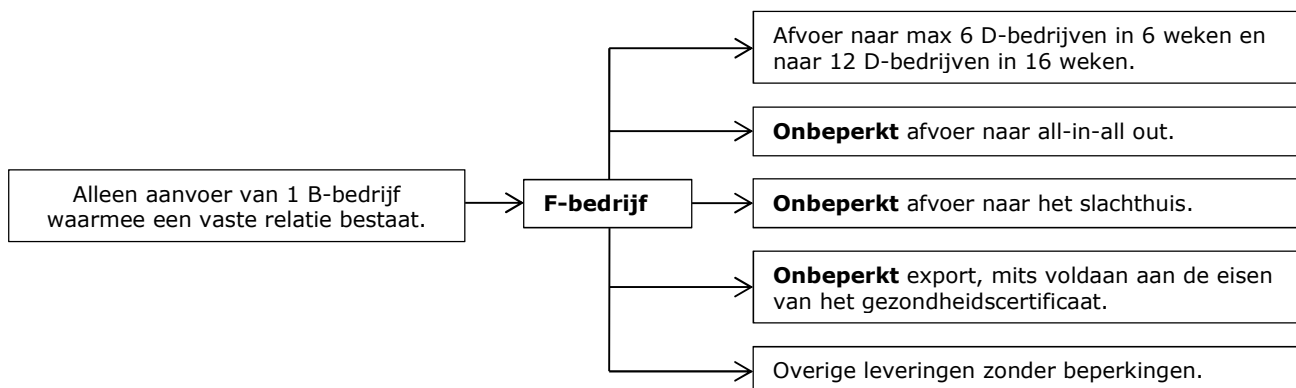 Afvoer naar max 6 D-bedrijven in 6 weken en
naar 12 D-bedrijven in 16 weken.
Onbeperkt afvoer naar all-in-all out.
Alleen aanvoer van 1 B-bedrijf
waarmee een vaste relatie bestaat.
F-bedrijf
Onbeperkt afvoer naar het slachthuis.
Onbeperkt export, mits voldaan aan de eisen
van het gezondheidscertificaat.
Overige leveringen zonder beperkingen.